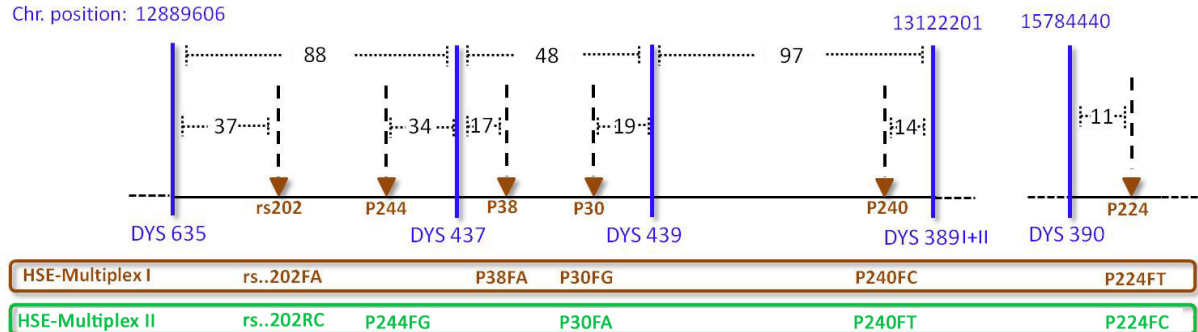 Chr. position: 12889606 13122201 15784440
88 48 97
37 34 17 19 14 11
rs202 P244 P38 P30 P240 P224
DYS 635 DYS 437 DYS 439 DYS 389I+II DYS 390
HSE-Multiplex I rs..202FA P38FA P30FG P240FC P224FT
HSE-Multiplex II rs..202RC P244FG P30FA P240FT P224FC